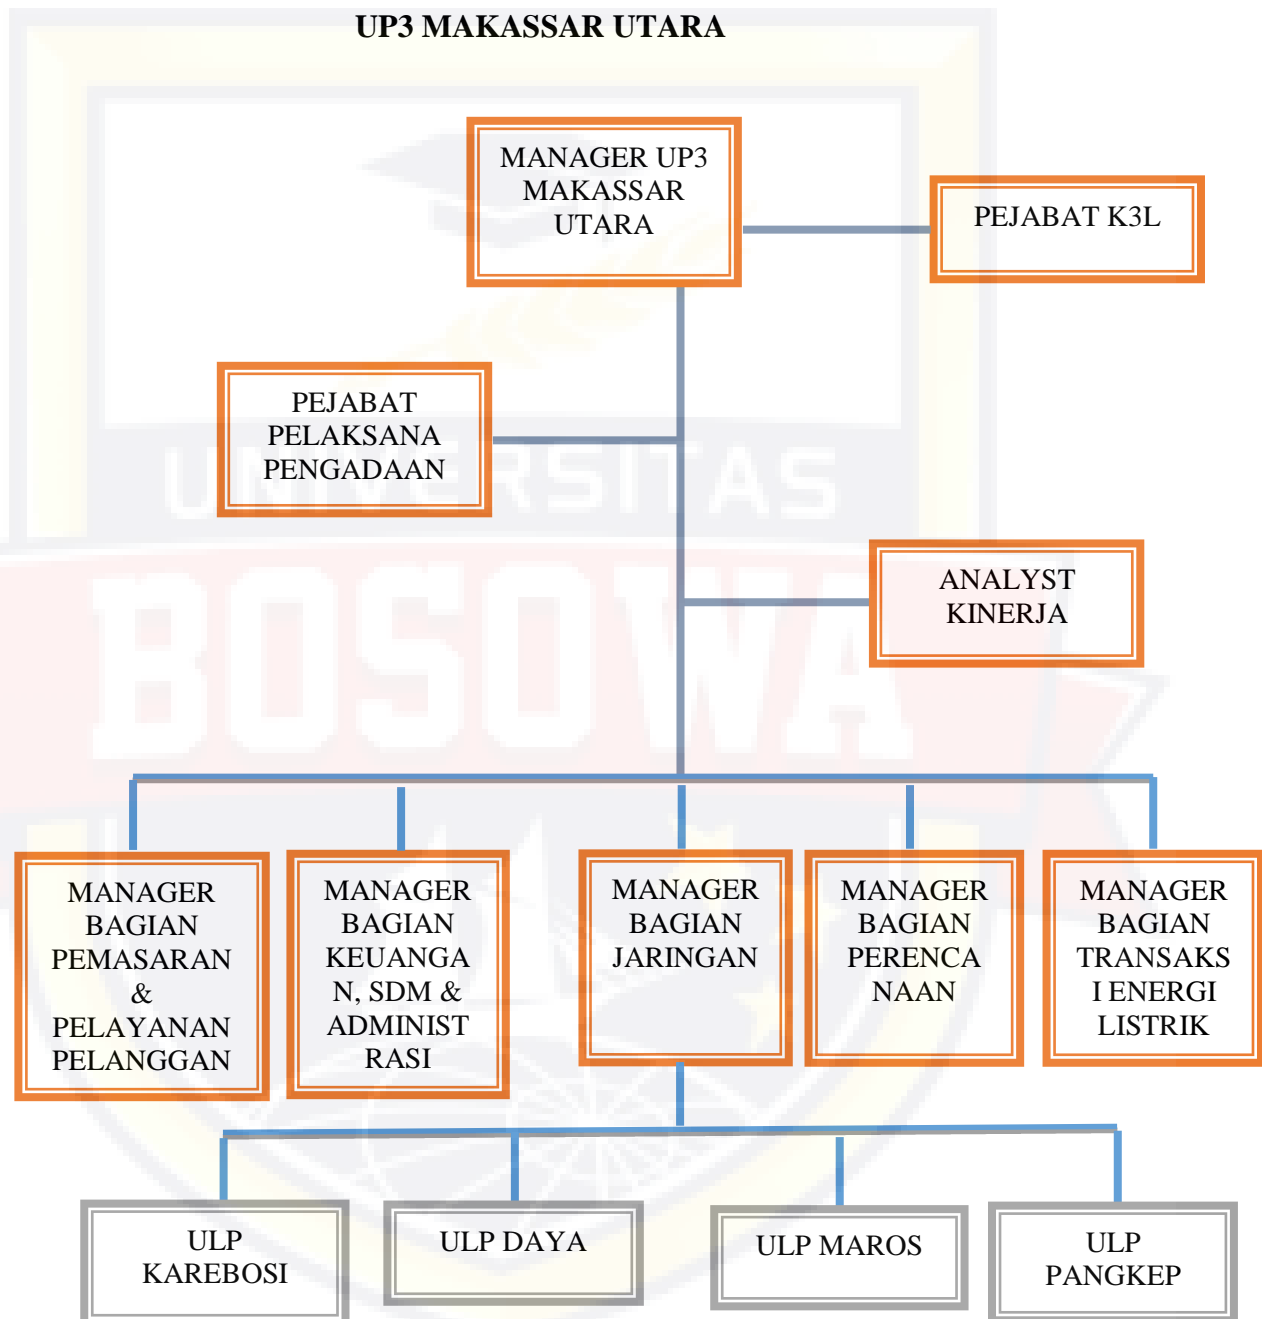 UP3 MAKASSAR UTARA
MANAGER UP3
MAKASSAR
UTARA
PEJABAT K3L
PEJABAT
PELAKSANA
PENGADAAN
ANALYST
KINERJA
MANAGER
BAGIAN
PEMASARAN
&
PELAYANAN
PELANGGAN
MANAGER
BAGIAN
KEUANGA
N, SDM &
ADMINIST
RASI
MANAGER
BAGIAN
JARINGAN
MANAGER
BAGIAN
PERENCA
NAAN
MANAGER
BAGIAN
TRANSAKS
I ENERGI
LISTRIK
ULP
KAREBOSI
ULP DAYA
ULP MAROS
ULP
PANGKEP
UNIVERSITAS
BOSOWA